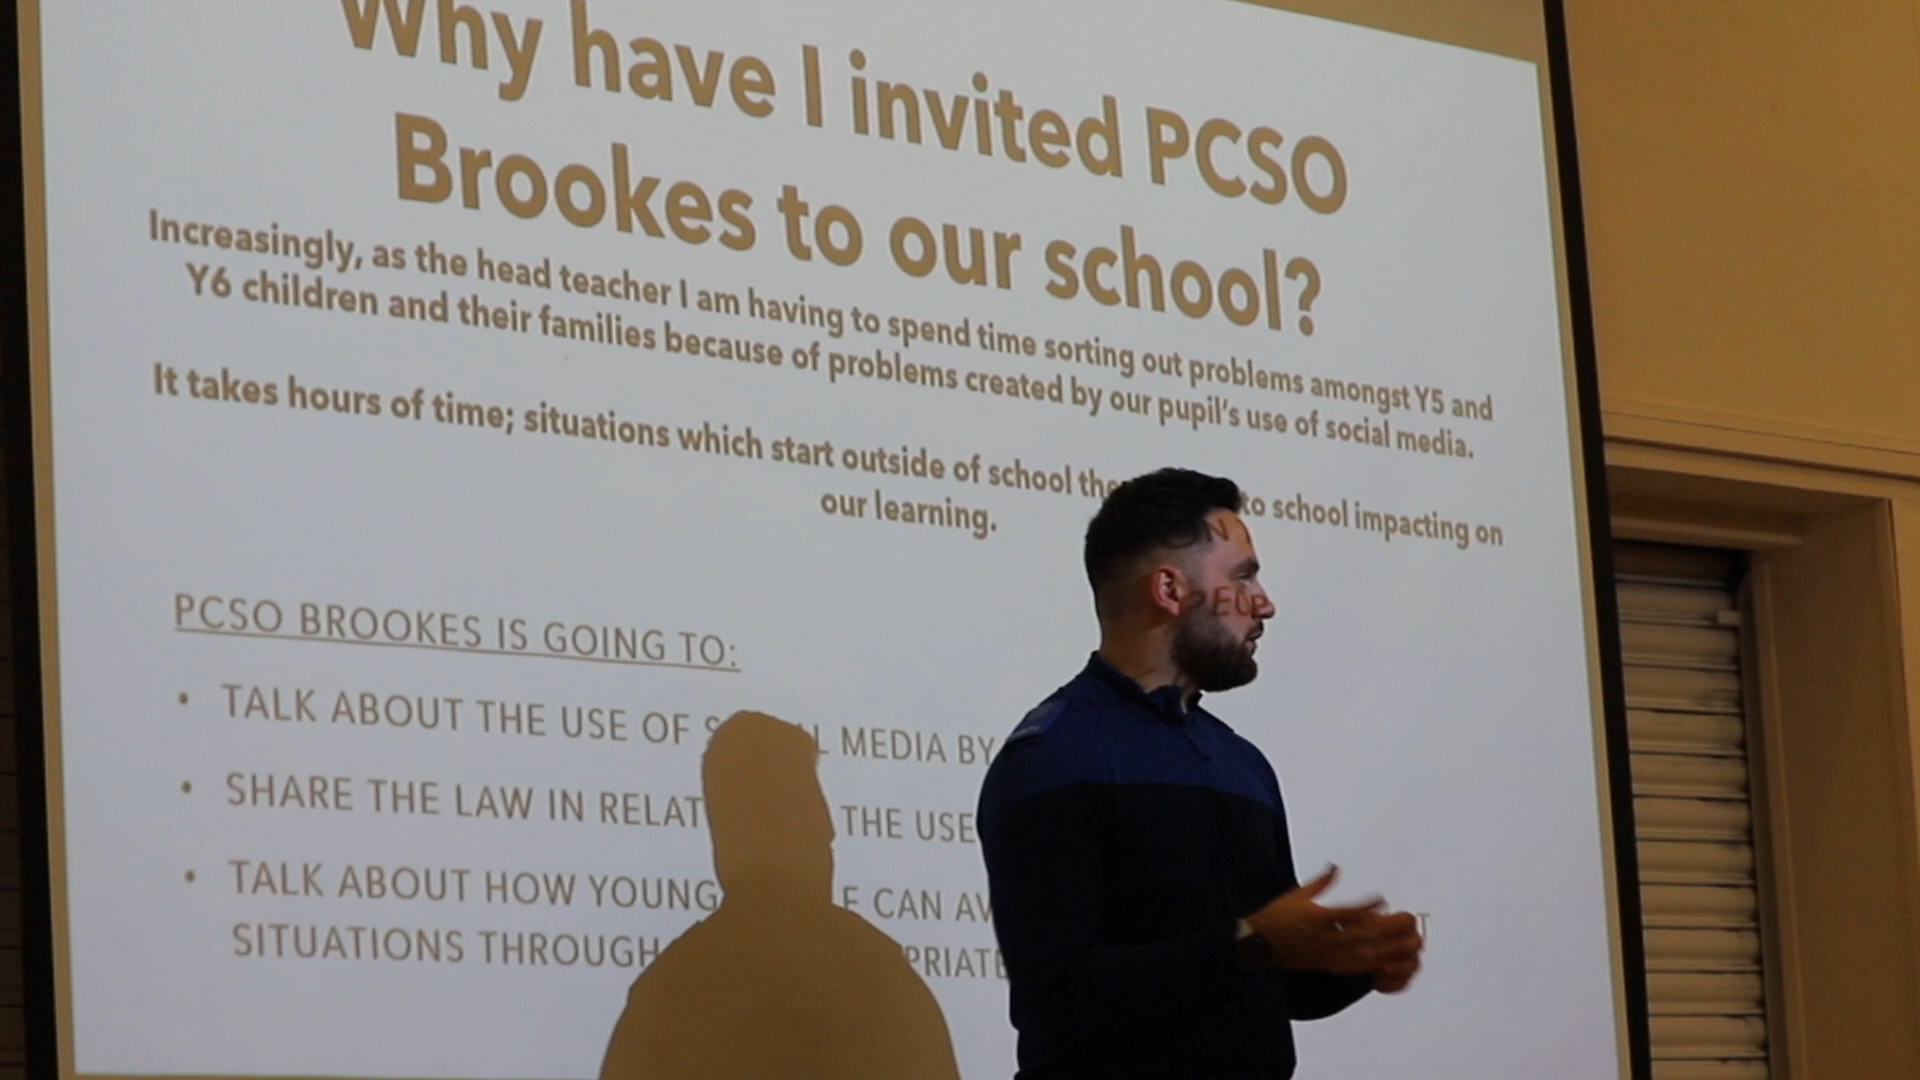 Why have I invited PCSO
Brookes to our school?
Increasingly, as the head teacher I am having to spend time sorting out problems amongst Y5 and
Y6 children and their families because of problems created by our pupil's use of social media.
It takes hours of time; situations which start outside of school to school impacting on
our learning.
PCSO BROOKES IS GOING TO:
• TALK ABOUT THE USE OF MEDIA BY
• SHARE THE LAW IN THE USE
• TALK ABOUT HOW YOUNG CAN
SITUATIONS THROUGH